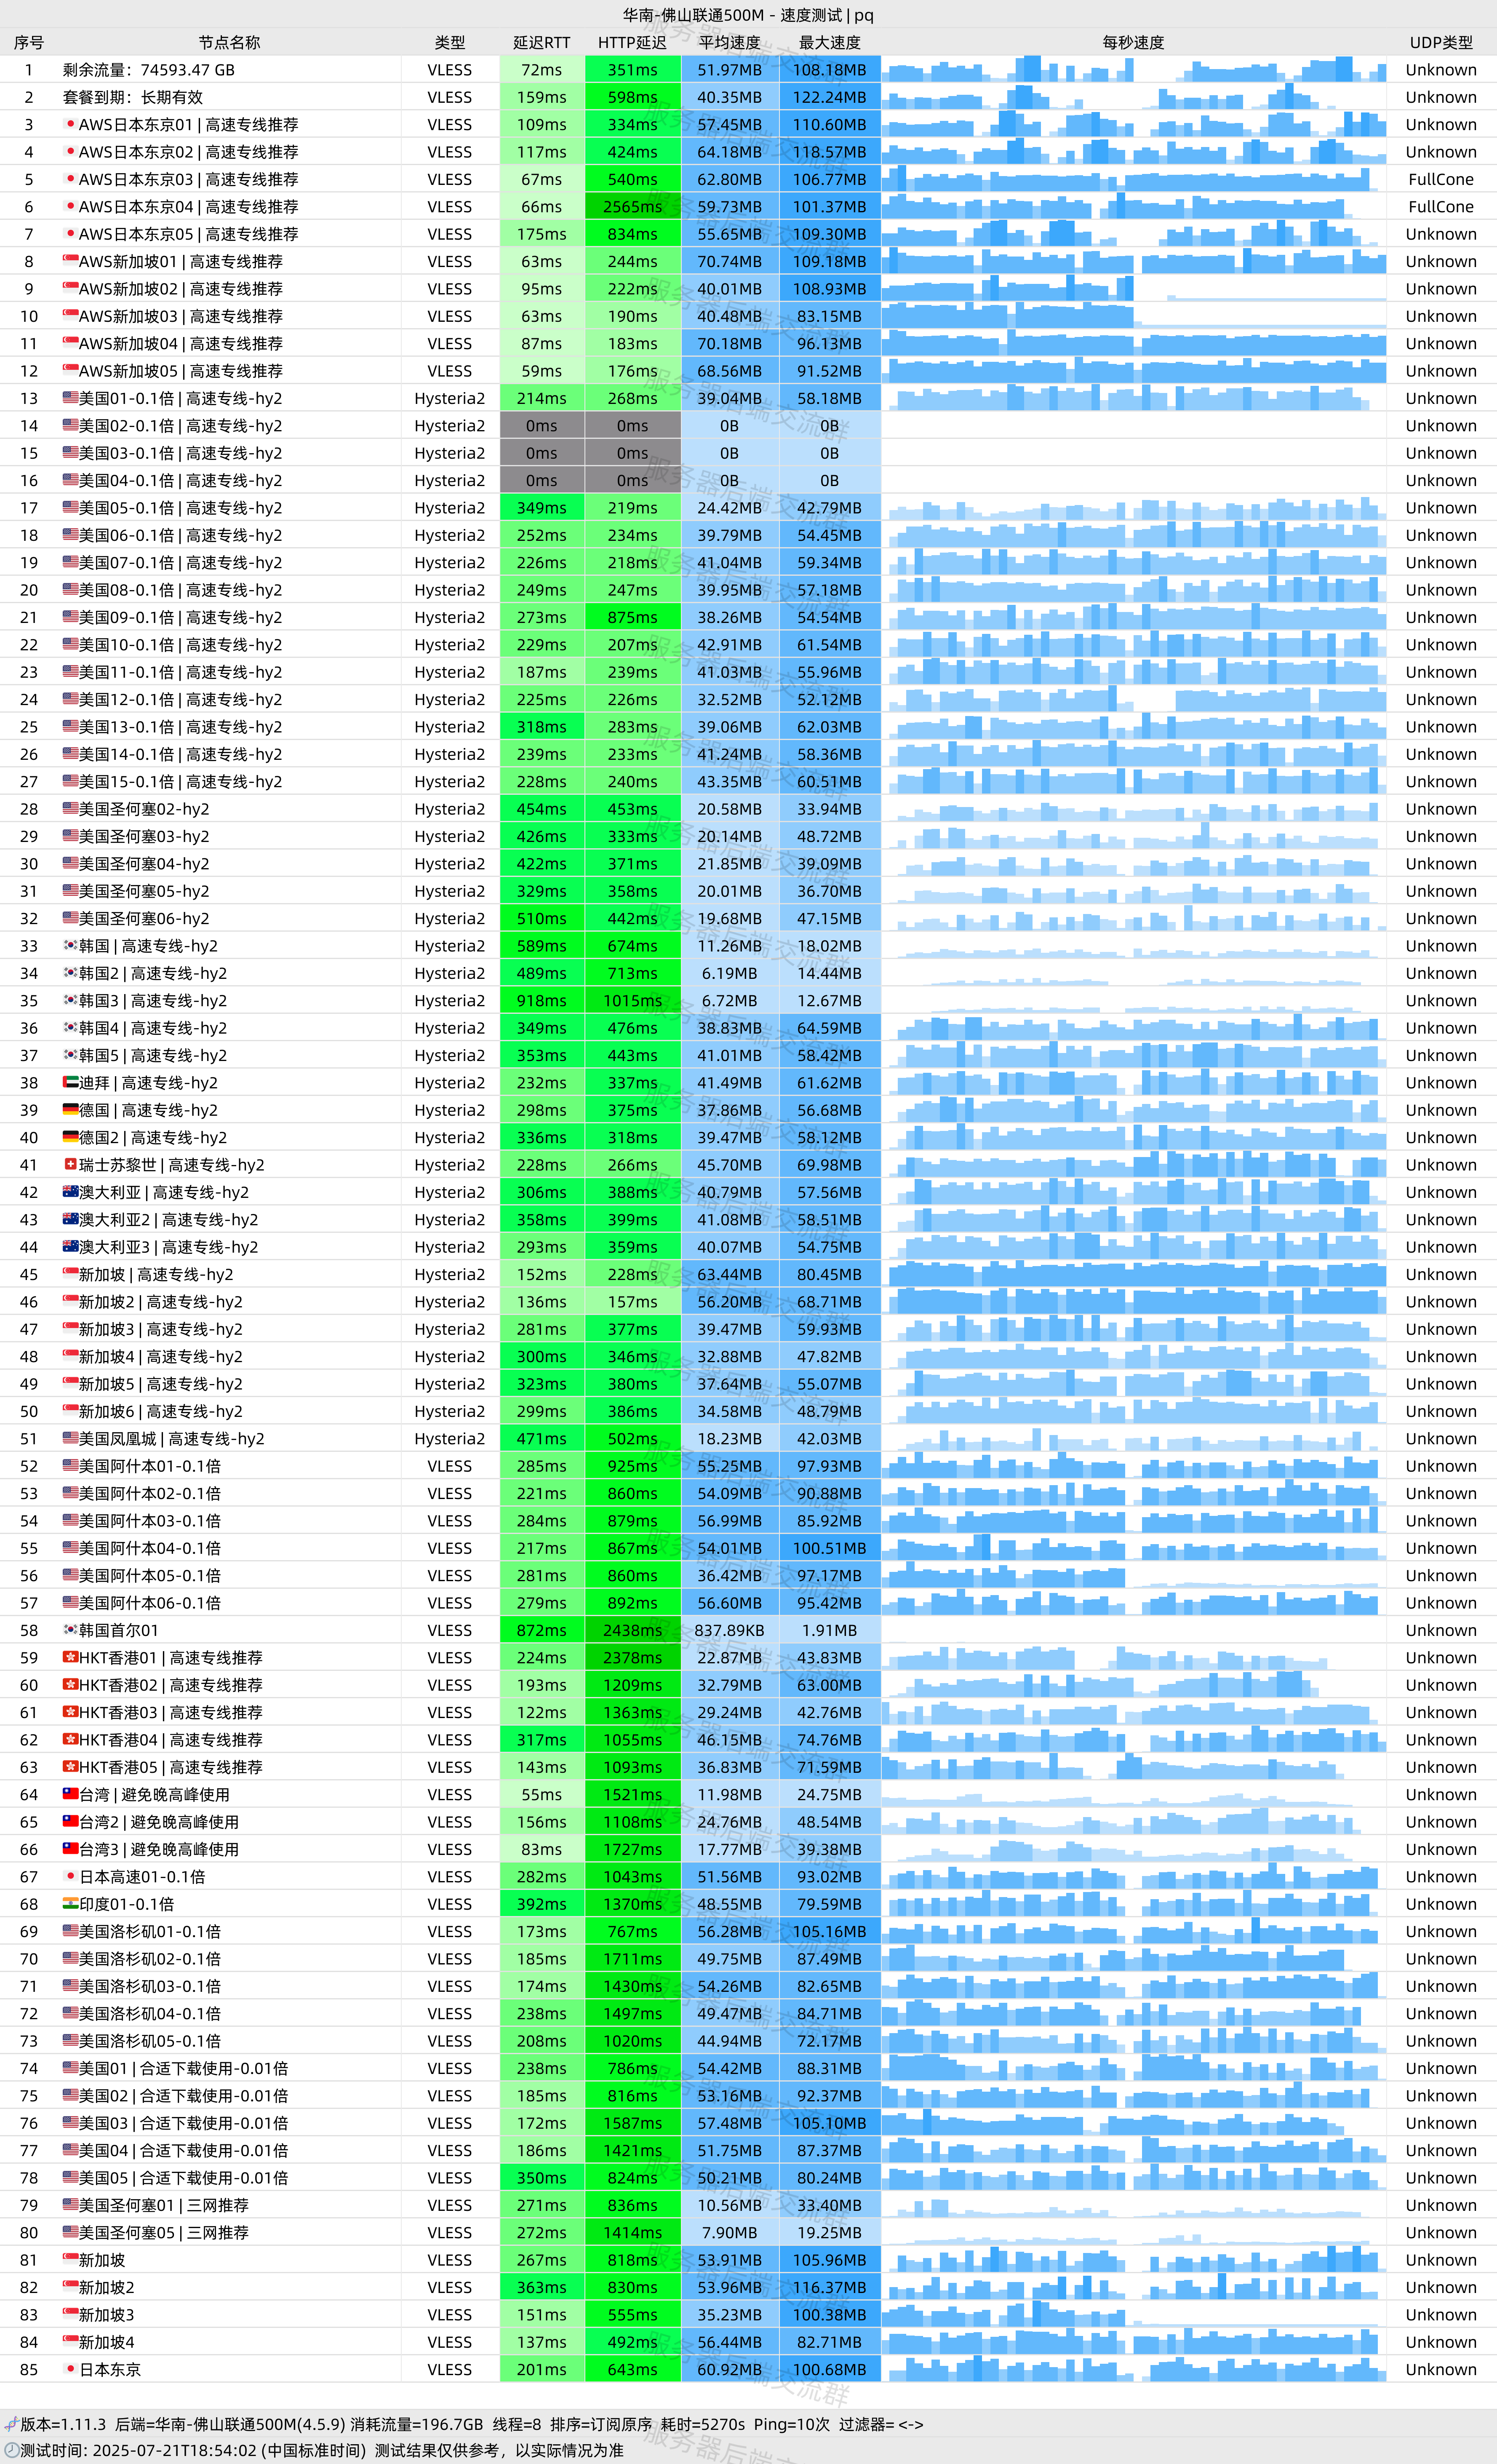 华南-佛山联通500M - 速度测试 | pq
序号 节点名称 类型 延迟RTT HTTP延迟 平均速度 最大速度 每秒速度 UDP类型
1 剩余流量：74593.47 GB VLESS 72ms 351ms 51.97MB 108.18MB Unknown
2 套餐到期：长期有效 VLESS 159ms 598ms 40.35MB 122.24MB Unknown
3 AWS日本东京01 | 高速专线推荐 VLESS 109ms 334ms 57.45MB 110.60MB Unknown
4 AWS日本东京02 | 高速专线推荐 VLESS 117ms 424ms 64.18MB 118.57MB Unknown
5 AWS日本东京03 | 高速专线推荐 VLESS 67ms 540ms 62.80MB 106.77MB FullCone
6 AWS日本东京04 | 高速专线推荐 VLESS 66ms 2565ms 59.73MB 101.37MB FullCone
7 AWS日本东京05 | 高速专线推荐 VLESS 175ms 834ms 55.65MB 109.30MB Unknown
8 AWS新加坡01 | 高速专线推荐 VLESS 63ms 244ms 70.74MB 109.18MB Unknown
9 AWS新加坡02 | 高速专线推荐 VLESS 95ms 222ms 40.01MB 108.93MB Unknown
10 AWS新加坡03 | 高速专线推荐 VLESS 63ms 190ms 40.48MB 83.15MB Unknown
11 AWS新加坡04 | 高速专线推荐 VLESS 87ms 183ms 70.18MB 96.13MB Unknown
12 AWS新加坡05 | 高速专线推荐 VLESS 59ms 176ms 68.56MB 91.52MB Unknown
13 美国01-0.1倍 | 高速专线-hy2 Hysteria2 214ms 268ms 39.04MB 58.18MB Unknown
14 美国02-0.1倍 | 高速专线-hy2 Hysteria2 0ms 0ms 0B 0B Unknown
15 美国03-0.1倍 | 高速专线-hy2 Hysteria2 0ms 0ms 0B 0B Unknown
16 美国04-0.1倍 | 高速专线-hy2 Hysteria2 0ms 0ms 0B 0B Unknown
17 美国05-0.1倍 | 高速专线-hy2 Hysteria2 349ms 219ms 24.42MB 42.79MB Unknown
18 美国06-0.1倍 | 高速专线-hy2 Hysteria2 252ms 234ms 39.79MB 54.45MB Unknown
19 美国07-0.1倍 | 高速专线-hy2 Hysteria2 226ms 218ms 41.04MB 59.34MB Unknown
20 美国08-0.1倍 | 高速专线-hy2 Hysteria2 249ms 247ms 39.95MB 57.18MB Unknown
21 美国09-0.1倍 | 高速专线-hy2 Hysteria2 273ms 875ms 38.26MB 54.54MB Unknown
22 美国10-0.1倍 | 高速专线-hy2 Hysteria2 229ms 207ms 42.91MB 61.54MB Unknown
23 美国11-0.1倍 | 高速专线-hy2 Hysteria2 187ms 239ms 41.03MB 55.96MB Unknown
24 美国12-0.1倍 | 高速专线-hy2 Hysteria2 225ms 226ms 32.52MB 52.12MB Unknown
25 美国13-0.1倍 | 高速专线-hy2 Hysteria2 318ms 283ms 39.06MB 62.03MB Unknown
26 美国14-0.1倍 | 高速专线-hy2 Hysteria2 239ms 233ms 41.24MB 58.36MB Unknown
27 美国15-0.1倍 | 高速专线-hy2 Hysteria2 228ms 240ms 43.35MB 60.51MB Unknown
28 美国圣何塞02-hy2 Hysteria2 454ms 453ms 20.58MB 33.94MB Unknown
29 美国圣何塞03-hy2 Hysteria2 426ms 333ms 20.14MB 48.72MB Unknown
30 美国圣何塞04-hy2 Hysteria2 422ms 371ms 21.85MB 39.09MB Unknown
31 美国圣何塞05-hy2 Hysteria2 329ms 358ms 20.01MB 36.70MB Unknown
32 美国圣何塞06-hy2 Hysteria2 510ms 442ms 19.68MB 47.15MB Unknown
33 韩国 | 高速专线-hy2 Hysteria2 589ms 674ms 11.26MB 18.02MB Unknown
34 韩国2 | 高速专线-hy2 Hysteria2 489ms 713ms 6.19MB 14.44MB Unknown
35 韩国3 | 高速专线-hy2 Hysteria2 918ms 1015ms 6.72MB 12.67MB Unknown
36 韩国4 | 高速专线-hy2 Hysteria2 349ms 476ms 38.83MB 64.59MB Unknown
37 韩国5 | 高速专线-hy2 Hysteria2 353ms 443ms 41.01MB 58.42MB Unknown
38 迪拜 | 高速专线-hy2 Hysteria2 232ms 337ms 41.49MB 61.62MB Unknown
39 德国 | 高速专线-hy2 Hysteria2 298ms 375ms 37.86MB 56.68MB Unknown
40 德国2 | 高速专线-hy2 Hysteria2 336ms 318ms 39.47MB 58.12MB Unknown
41 瑞士苏黎世 | 高速专线-hy2 Hysteria2 228ms 266ms 45.70MB 69.98MB Unknown
42 澳大利亚 | 高速专线-hy2 Hysteria2 306ms 388ms 40.79MB 57.56MB Unknown
43 澳大利亚2 | 高速专线-hy2 Hysteria2 358ms 399ms 41.08MB 58.51MB Unknown
44 澳大利亚3 | 高速专线-hy2 Hysteria2 293ms 359ms 40.07MB 54.75MB Unknown
45 新加坡 | 高速专线-hy2 Hysteria2 152ms 228ms 63.44MB 80.45MB Unknown
46 新加坡2 | 高速专线-hy2 Hysteria2 136ms 157ms 56.20MB 68.71MB Unknown
47 新加坡3 | 高速专线-hy2 Hysteria2 281ms 377ms 39.47MB 59.93MB Unknown
48 新加坡4 | 高速专线-hy2 Hysteria2 300ms 346ms 32.88MB 47.82MB Unknown
49 新加坡5 | 高速专线-hy2 Hysteria2 323ms 380ms 37.64MB 55.07MB Unknown
50 新加坡6 | 高速专线-hy2 Hysteria2 299ms 386ms 34.58MB 48.79MB Unknown
51 美国凤凰城 | 高速专线-hy2 Hysteria2 471ms 502ms 18.23MB 42.03MB Unknown
52 美国阿什本01-0.1倍 VLESS 285ms 925ms 55.25MB 97.93MB Unknown
53 美国阿什本02-0.1倍 VLESS 221ms 860ms 54.09MB 90.88MB Unknown
54 美国阿什本03-0.1倍 VLESS 284ms 879ms 56.99MB 85.92MB Unknown
55 美国阿什本04-0.1倍 VLESS 217ms 867ms 54.01MB 100.51MB Unknown
56 美国阿什本05-0.1倍 VLESS 281ms 860ms 36.42MB 97.17MB Unknown
57 美国阿什本06-0.1倍 VLESS 279ms 892ms 56.60MB 95.42MB Unknown
58 韩国首尔01 VLESS 872ms 2438ms 837.89KB 1.91MB Unknown
59 HKT香港01 | 高速专线推荐 VLESS 224ms 2378ms 22.87MB 43.83MB Unknown
60 HKT香港02 | 高速专线推荐 VLESS 193ms 1209ms 32.79MB 63.00MB Unknown
61 HKT香港03 | 高速专线推荐 VLESS 122ms 1363ms 29.24MB 42.76MB Unknown
62 HKT香港04 | 高速专线推荐 VLESS 317ms 1055ms 46.15MB 74.76MB Unknown
63 HKT香港05 | 高速专线推荐 VLESS 143ms 1093ms 36.83MB 71.59MB Unknown
64 台湾 | 避免晚高峰使用 VLESS 55ms 1521ms 11.98MB 24.75MB Unknown
65 台湾2 | 避免晚高峰使用 VLESS 156ms 1108ms 24.76MB 48.54MB Unknown
66 台湾3 | 避免晚高峰使用 VLESS 83ms 1727ms 17.77MB 39.38MB Unknown
67 日本高速01-0.1倍 VLESS 282ms 1043ms 51.56MB 93.02MB Unknown
68 印度01-0.1倍 VLESS 392ms 1370ms 48.55MB 79.59MB Unknown
69 美国洛杉矶01-0.1倍 VLESS 173ms 767ms 56.28MB 105.16MB Unknown
70 美国洛杉矶02-0.1倍 VLESS 185ms 1711ms 49.75MB 87.49MB Unknown
71 美国洛杉矶03-0.1倍 VLESS 174ms 1430ms 54.26MB 82.65MB Unknown
72 美国洛杉矶04-0.1倍 VLESS 238ms 1497ms 49.47MB 84.71MB Unknown
73 美国洛杉矶05-0.1倍 VLESS 208ms 1020ms 44.94MB 72.17MB Unknown
74 美国01 | 合适下载使用-0.01倍 VLESS 238ms 786ms 54.42MB 88.31MB Unknown
75 美国02 | 合适下载使用-0.01倍 VLESS 185ms 816ms 53.16MB 92.37MB Unknown
76 美国03 | 合适下载使用-0.01倍 VLESS 172ms 1587ms 57.48MB 105.10MB Unknown
77 美国04 | 合适下载使用-0.01倍 VLESS 186ms 1421ms 51.75MB 87.37MB Unknown
78 美国05 | 合适下载使用-0.01倍 VLESS 350ms 824ms 50.21MB 80.24MB Unknown
79 美国圣何塞01 | 三网推荐 VLESS 271ms 836ms 10.56MB 33.40MB Unknown
80 美国圣何塞05 | 三网推荐 VLESS 272ms 1414ms 7.90MB 19.25MB Unknown
81 新加坡 VLESS 267ms 818ms 53.91MB 105.96MB Unknown
82 新加坡2 VLESS 363ms 830ms 53.96MB 116.37MB Unknown
83 新加坡3 VLESS 151ms 555ms 35.23MB 100.38MB Unknown
84 新加坡4 VLESS 137ms 492ms 56.44MB 82.71MB Unknown
85 日本东京 VLESS 201ms 643ms 60.92MB 100.68MB Unknown
版本=1.11.3 后端=华南-佛山联通500M(4.5.9) 消耗流量=196.7GB 线程=8 排序=订阅原序 耗时=5270s Ping=10次 过滤器= <->
测试时间: 2025-07-21T18:54:02 (中国标准时间) 测试结果仅供参考，以实际情况为准
服务器后端交流群